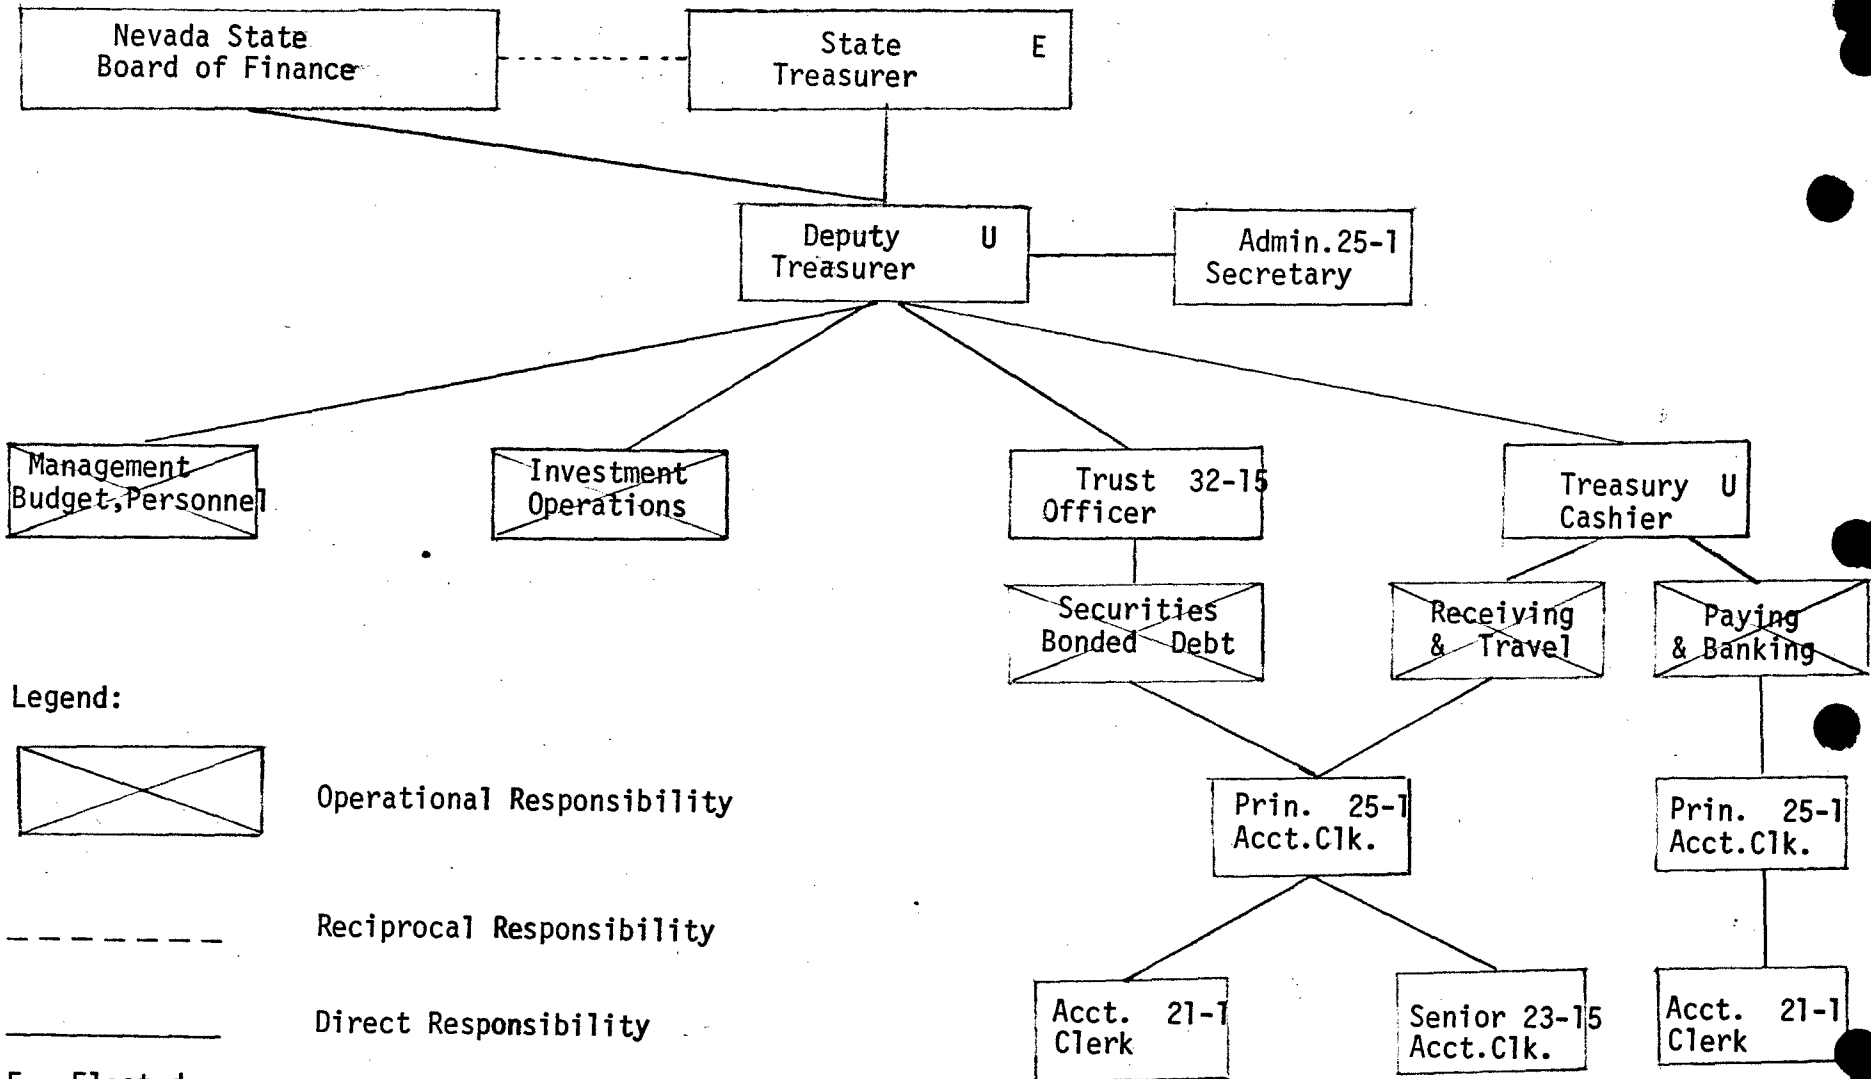 Nevada State
Board of Finance
State E
Treasurer
Deputy U
Treasurer
Admin.25-1
Secretary
Management
Budget,Personnel
Investment
Operations
Trust 32-15
Officer
Treasury U
Cashier
Securities
Bonded Debt
Receiving
& Travel
Paying
& Banking
Legend:
Operational Responsibility
Prin. 25-1
Acct.Clk.
Prin. 25-1
Acct.Clk.
Reciprocal Responsibility
Direct Responsibility
Acct. 21-1
Clerk
Senior 23-15
Acct.Clk.
Acct. 21-1
Clerk